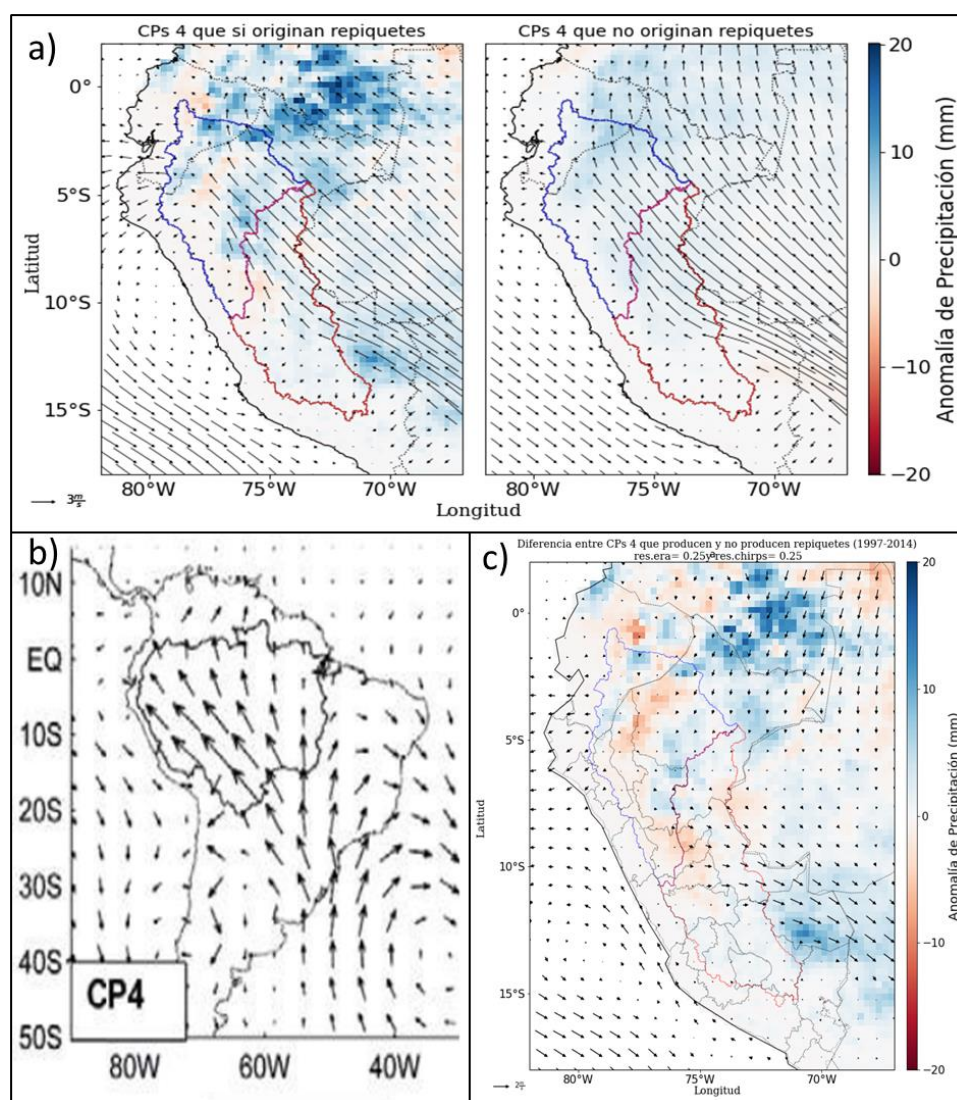 a)
CPs 4 que si originan repiquetes
CPs 4 que no originan repiquetes
0°
5°S
10°S
15°S
Latitud
80°W
75°W
70°W
80°W
75°W
70°W
Longitud
3 m/s
20
10
0
−10
−20
Anomalía de Precipitación (mm)
b)
10N
EQ
10S
20S
30S
40S
50S
CP4
80W
60W
40W
c)
Diferencia entre CPs 4 que producen y no producen repiquetes (1997-2014)
res.era= 0.25 res.chirps= 0.25
0°
5°S
10°S
15°S
Latitud
80°W
75°W
70°W
Longitud
20
10
0
−10
−20
Anomalía de Precipitación (mm)